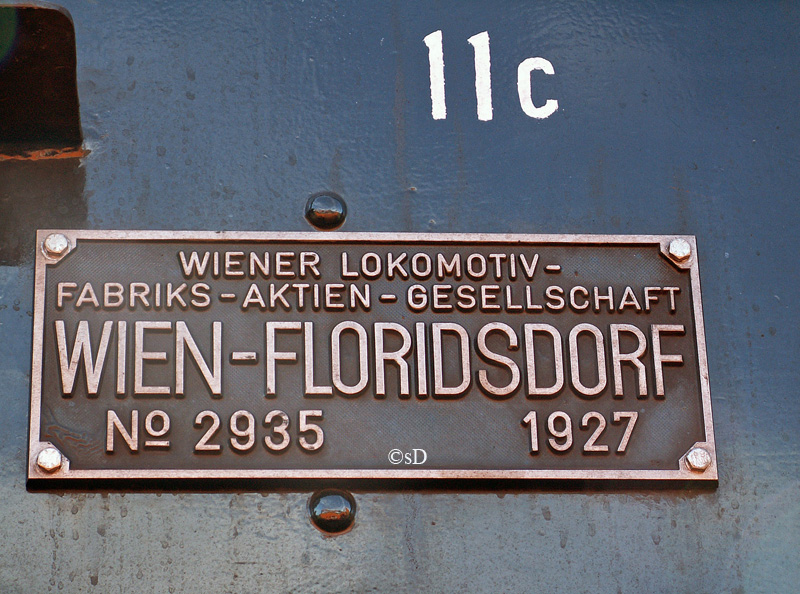 11c
WIENER LOKOMOTIV-
FABRIKS-AKTIEN-GESELLSCHAFT
WIEN-FLORIDSDORF
Nº 2935 1927
©sD